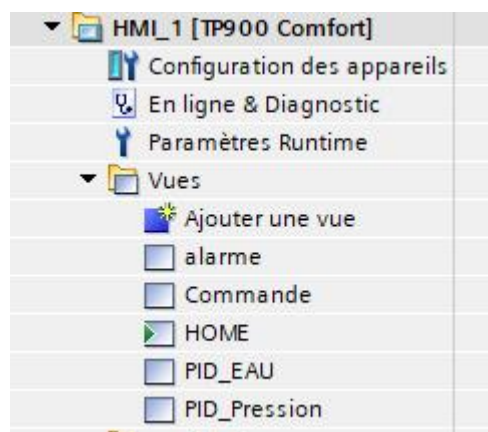 HMI_1 [TP900 Comfort]
Configuration des appareils
En ligne & Diagnostic
Paramètres Runtime
Vues
Ajouter une vue
alarme
Commande
HOME
PID_EAU
PID_Pression